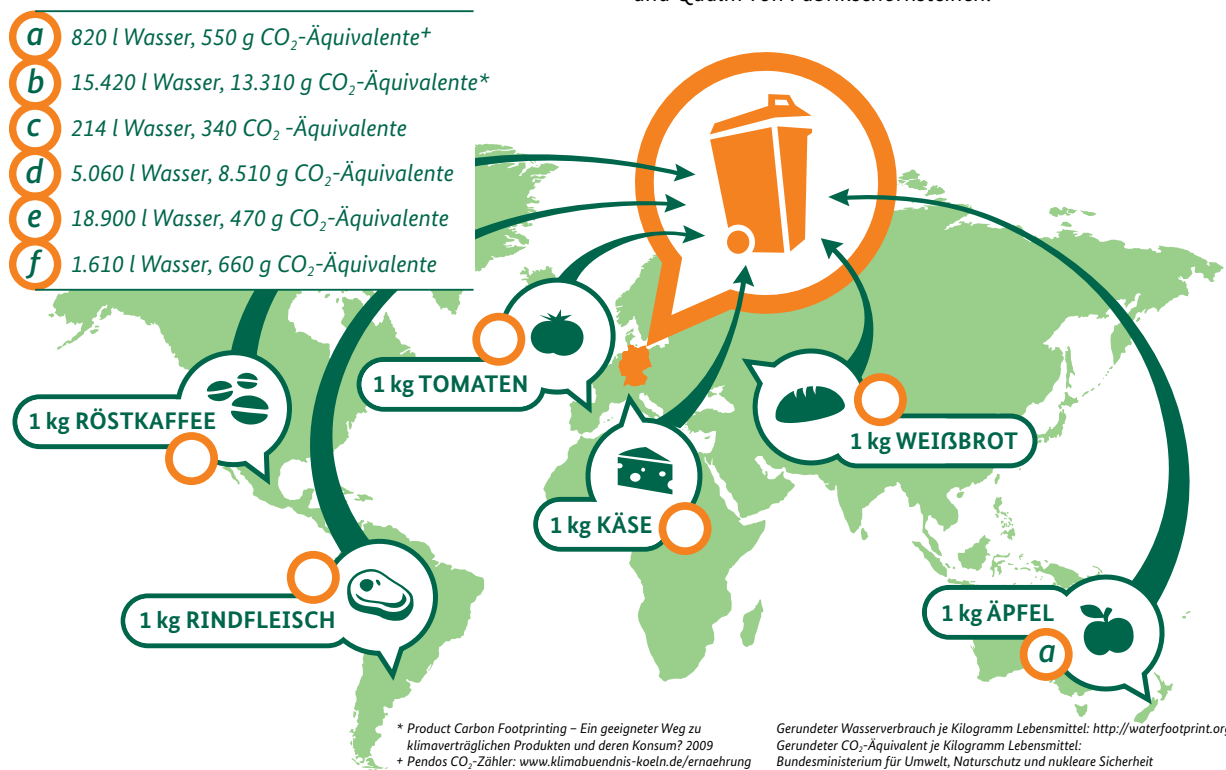 a 820 l Wasser, 550 g CO₂-Äquivalente⁺
b 15.420 l Wasser, 13.310 g CO₂-Äquivalente*
c 214 l Wasser, 340 CO₂ -Äquivalente
d 5.060 l Wasser, 8.510 g CO₂-Äquivalente
e 18.900 l Wasser, 470 g CO₂-Äquivalente
f 1.610 l Wasser, 660 g CO₂-Äquivalente
1 kg TOMATEN
1 kg RÖSTKAFFEE
1 kg WEIßBROT
1 kg KÄSE
1 kg RINDFLEISCH
1 kg ÄPFEL
a
* Product Carbon Footprinting – Ein geeigneter Weg zu
klimaverträglichen Produkten und deren Konsum? 2009
+ Pendos CO₂-Zähler: www.klimabuendnis-koeln.de/ernaehrung
Gerundeter Wasserverbrauch je Kilogramm Lebensmittel: http://waterfootprint.org
Gerundeter CO₂-Äquivalent je Kilogramm Lebensmittel:
Bundesministerium für Umwelt, Naturschutz und nukleare Sicherheit